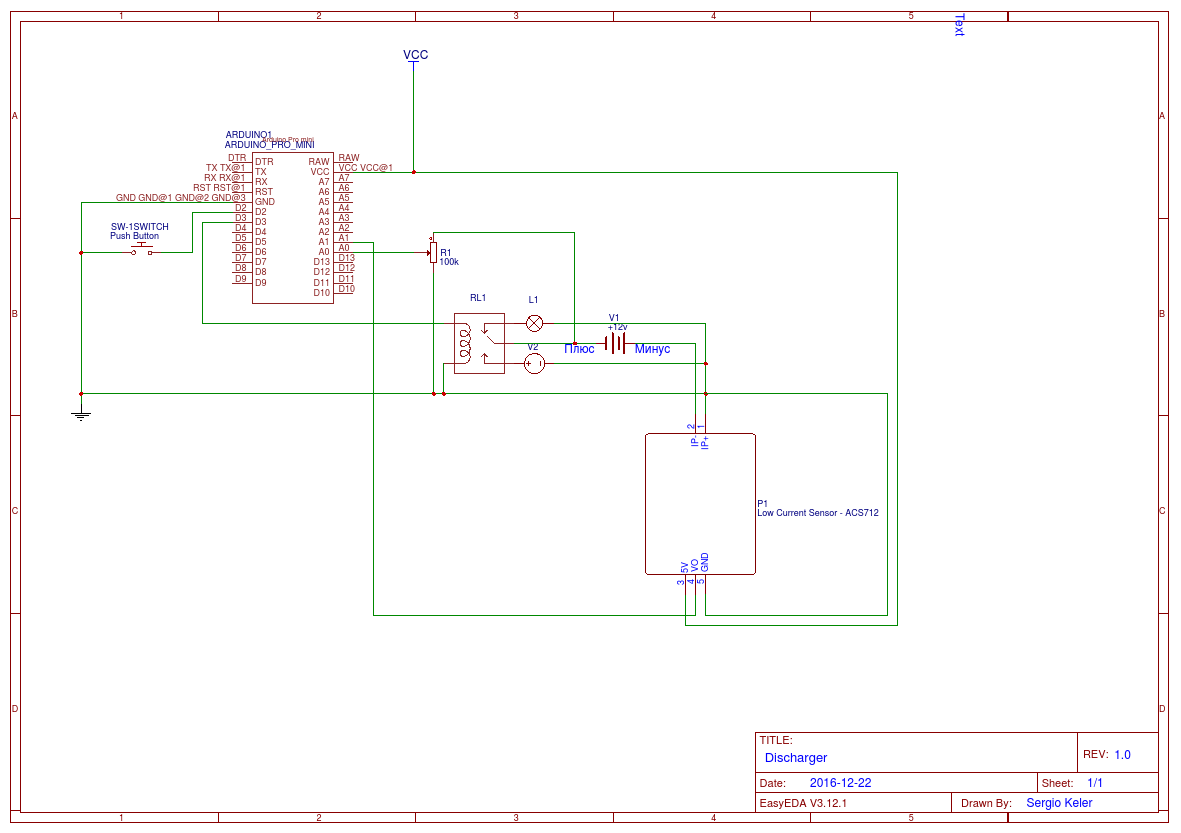 1 2 3 4 5
Text
VCC
A A
ARDUINO1
Arduino Pro mini
ARDUINO_PRO_MINI
DTR DTR RAW RAW
TX TX@1 TX VCC VCC VCC@1
RX RX@1 RX A7 A7
RST RST@1 RST A6 A6
GND GND@1 GND@2 GND@3 GND A5 A5
D2 D2 A4 A4
D3 D3 A3 A3
D4 D4 A2 A2
D5 D5 A1 A1
D6 D6 A0 A0
D7 D7 D13 D13
D8 D8 D12 D12
D9 D9 D11 D11
D10 D10
SW-1SWITCH
Push Button
R1
100k
RL1
L1
B B
V1
+12v
V2
Плюс Минус
2 1
IP- IP+
P1
Low Current Sensor - ACS712
C C
5V VO GND
3 4 5
D D
TITLE:
Discharger
REV: 1.0
Date: 2016-12-22
Sheet: 1/1
EasyEDA V3.12.1
Drawn By: Sergio Keler
1 2 3 4 5